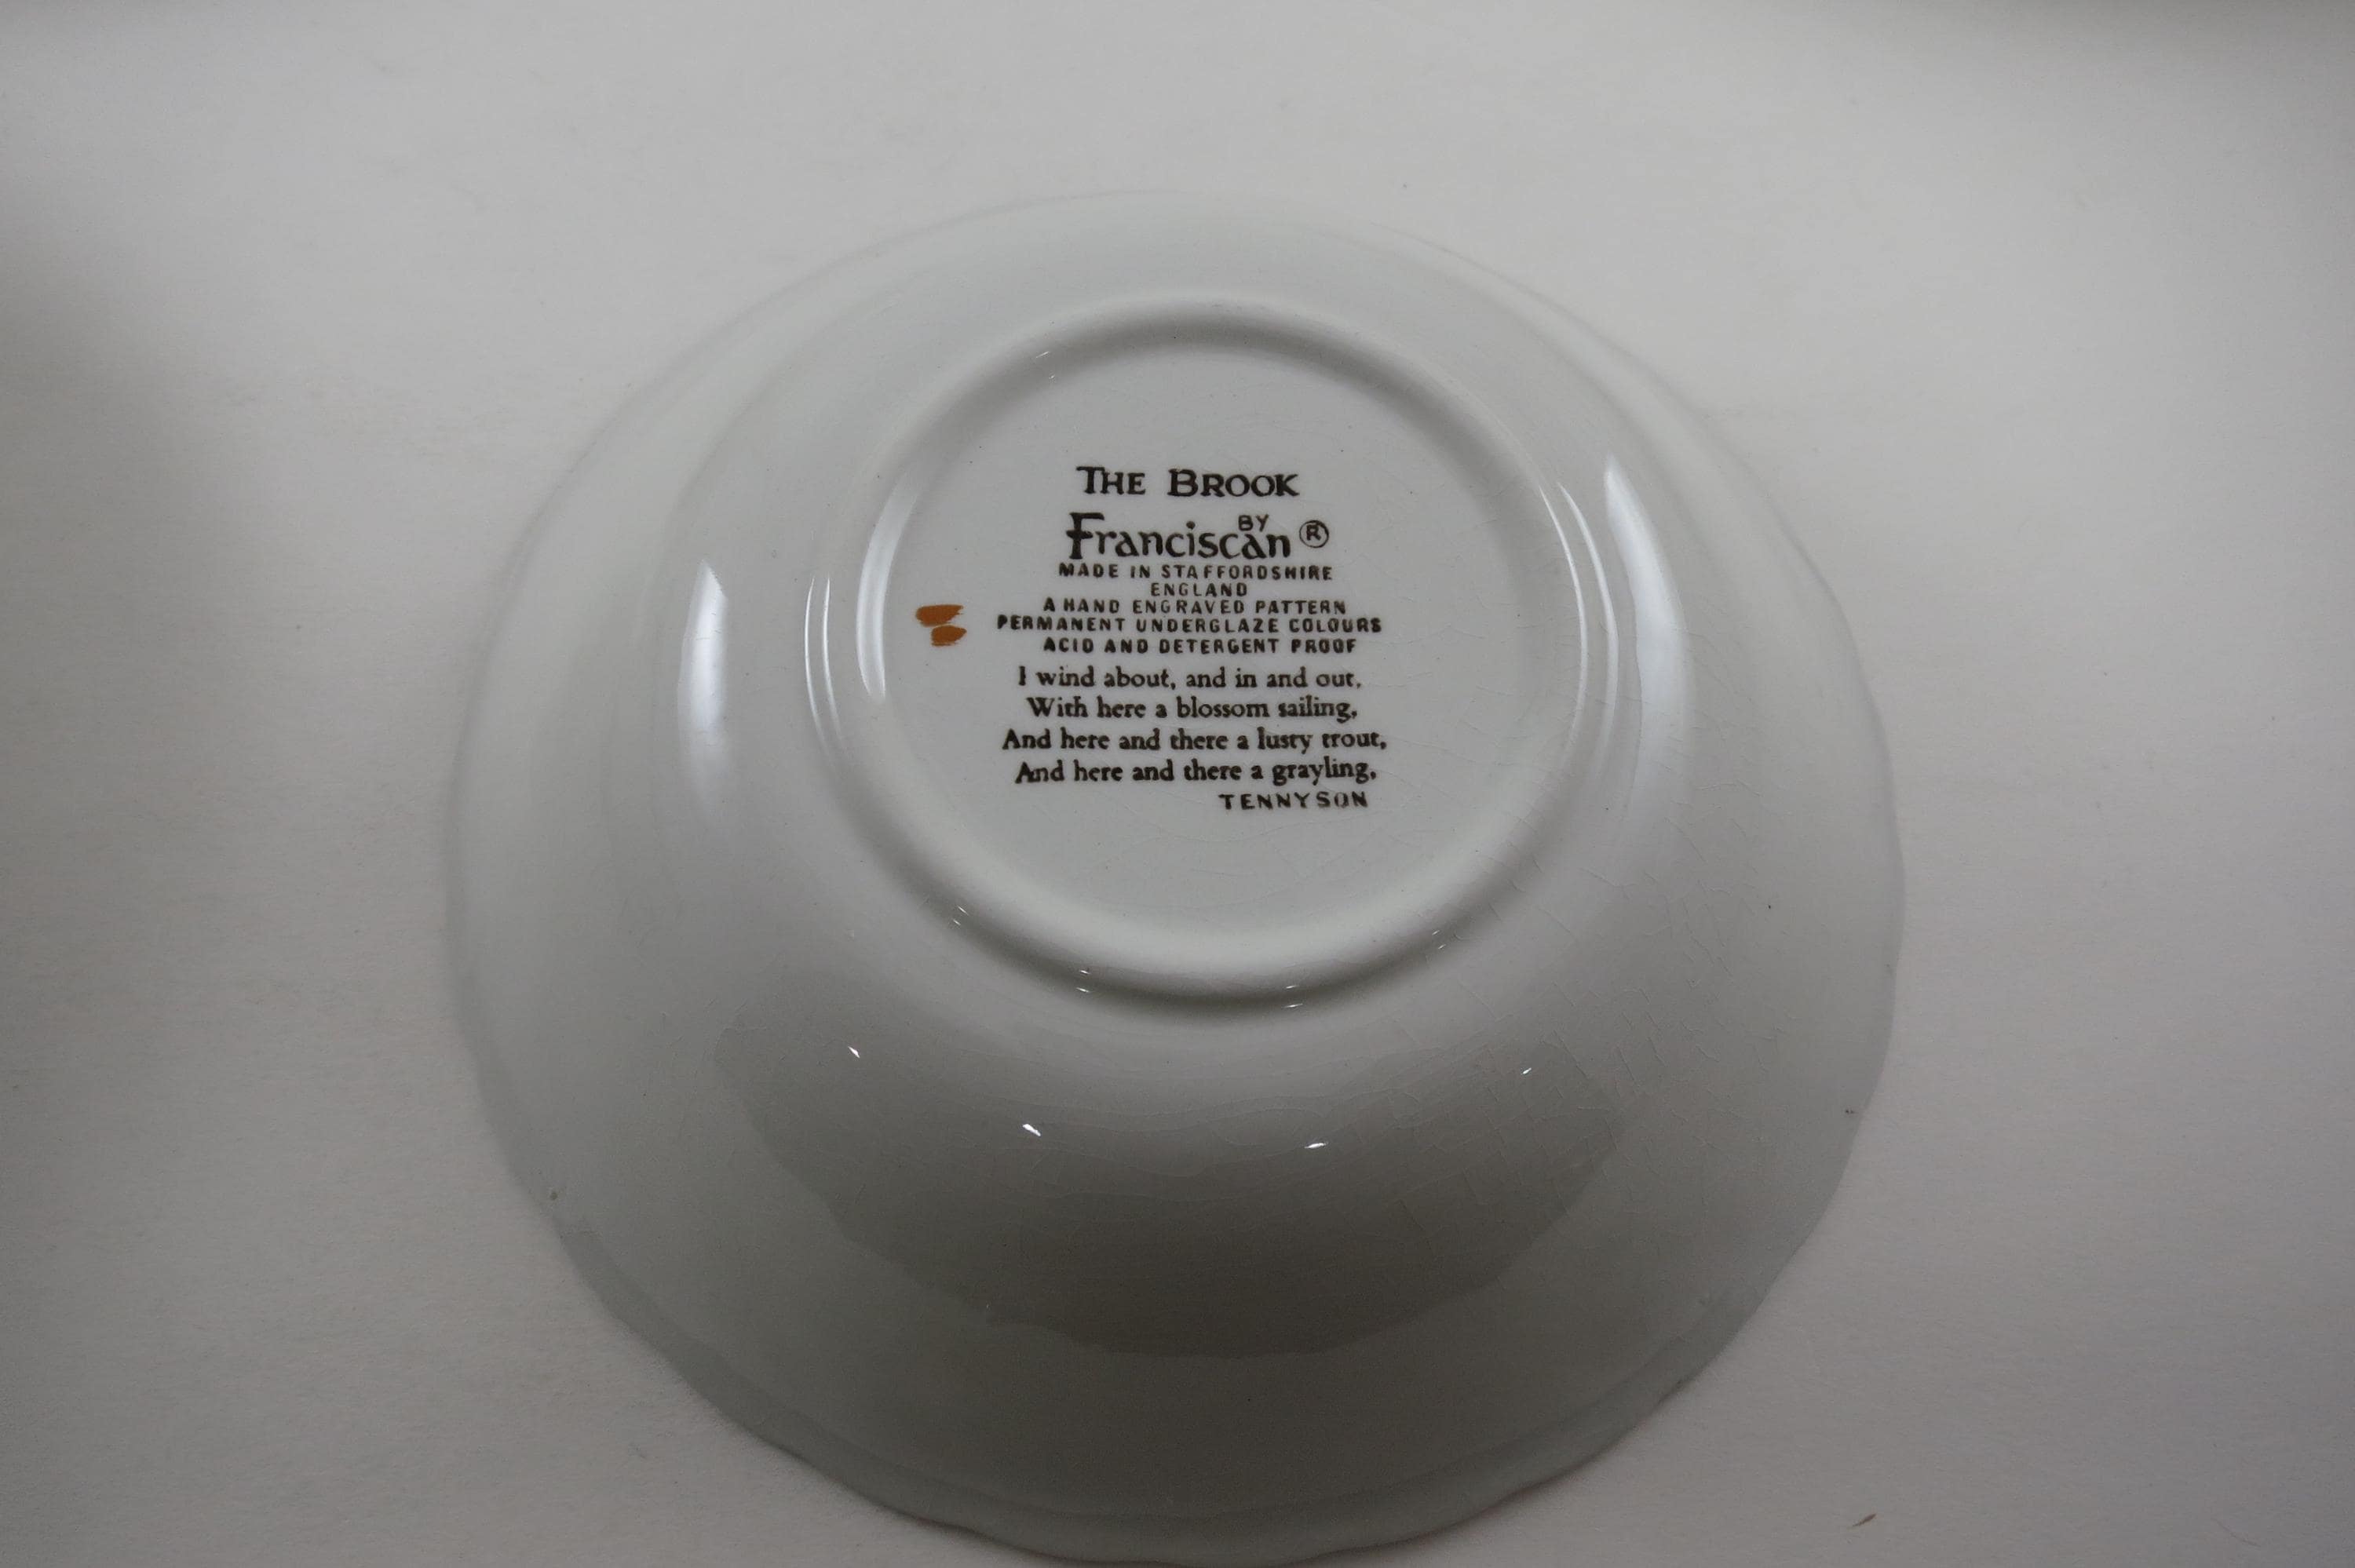 THE BROOK
BY
Franciscan ®
MADE IN STAFFORDSHIRE
ENGLAND
A HAND ENGRAVED PATTERN
PERMANENT UNDERGLAZE COLOURS
ACID AND DETERGENT PROOF
I wind about, and in and out,
With here a blossom sailing,
And here and there a lusty trout,
And here and there a grayling,
TENNYSON